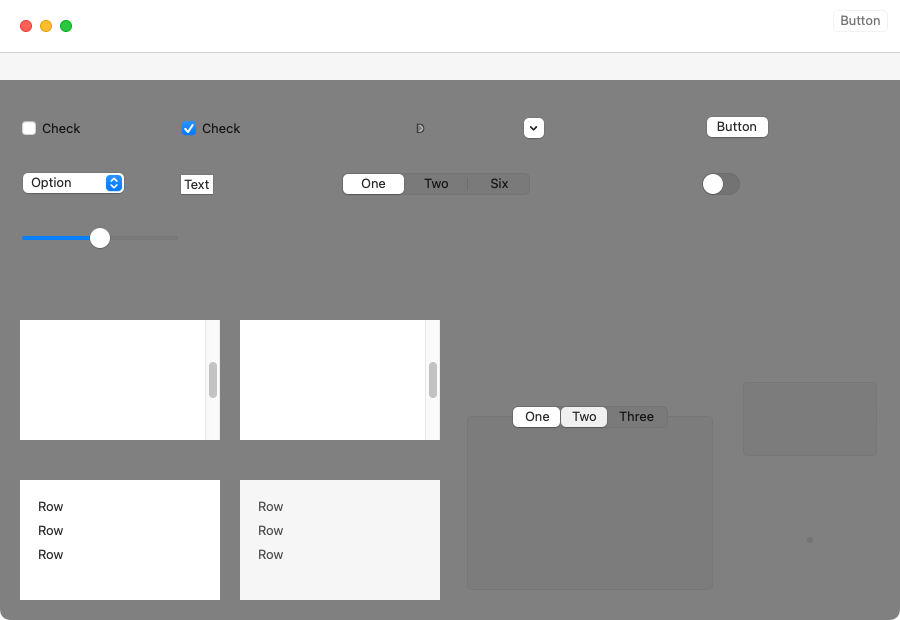 Button
Check
Check
D
Button
Option
Text
One Two Six
One Two Three
Row
Row
Row
Row
Row
Row